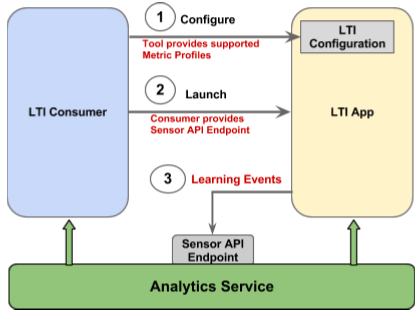 1 Configure
Tool provides supported
Metric Profiles
LTI
Configuration
2 Launch
LTI Consumer
Consumer provides
Sensor API Endpoint
LTI App
3 Learning Events
Sensor API
Endpoint
Analytics Service